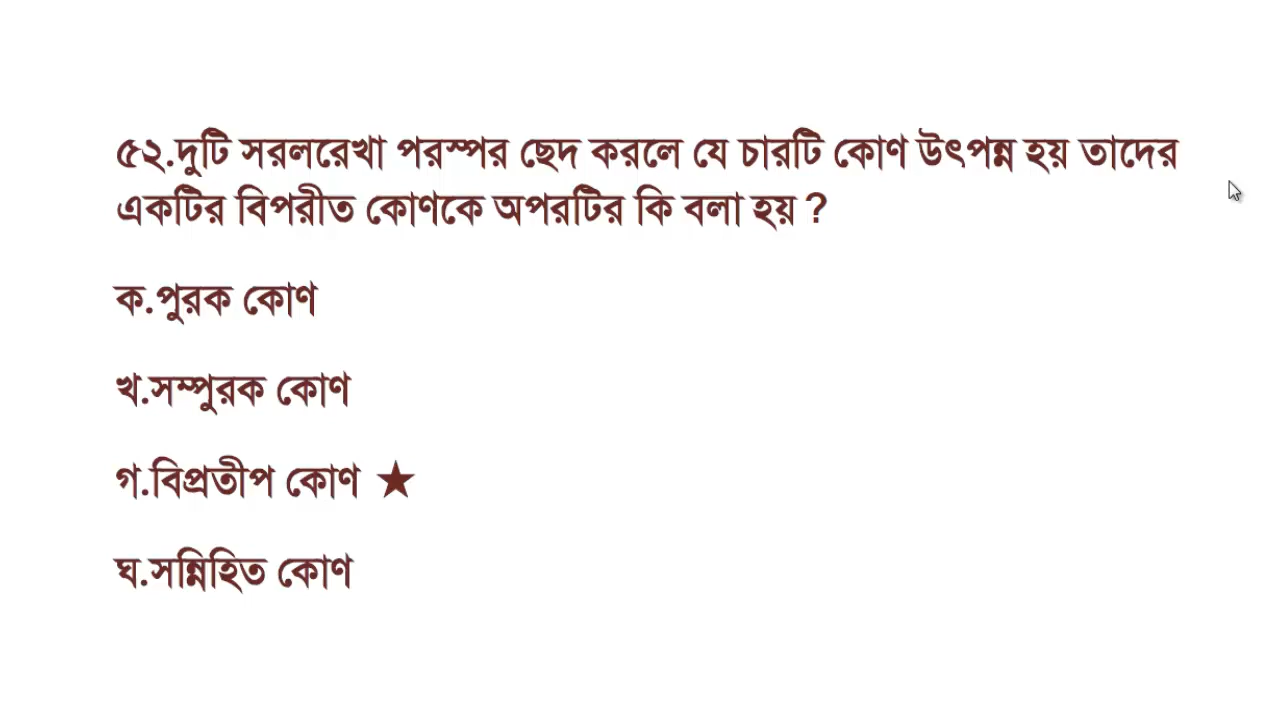 ৫২.দুটি সরলরেখা পরস্পর ছেদ করলে যে চারটি কোণ উৎপন্ন হয় তাদের
একটির বিপরীত কোণকে অপরটির কি বলা হয় ?
ক.পুরক কোণ
খ.সম্পুরক কোণ
গ.বিপ্রতীপ কোণ ★
ঘ.সন্নিহিত কোণ